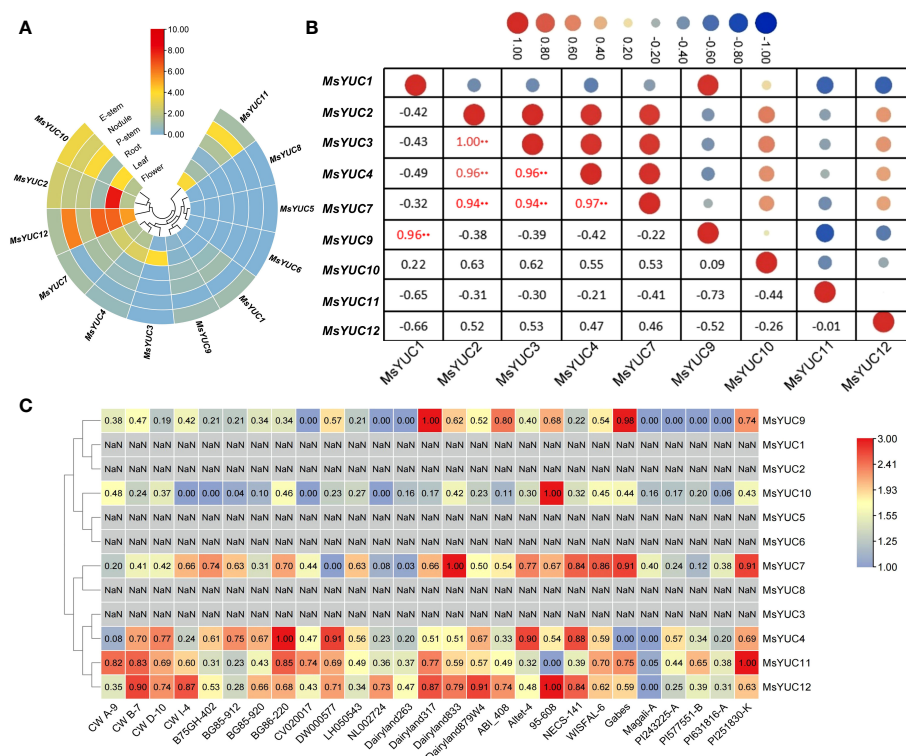 A
10.00
8.00
6.00
4.00
2.00
0.00
E-stem
Nodule
P-stem
Root
Leaf
Flower
MsYUC10
MsYUC2
MsYUC12
MsYUC7
MsYUC4
MsYUC3
MsYUC9
MsYUC1
MsYUC6
MsYUC5
MsYUC8
MsYUC11
B
1.00 0.80 0.60 0.40 0.20 -0.20 -0.40 -0.60 -0.80 -1.00
MsYUC1
MsYUC2 -0.42
MsYUC3 -0.43 1.00••
MsYUC4 -0.49 0.96•• 0.96••
MsYUC7 -0.32 0.94•• 0.94•• 0.97••
MsYUC9 0.96•• -0.38 -0.39 -0.42 -0.22
MsYUC10 0.22 0.63 0.62 0.55 0.53 0.09
MsYUC11 -0.65 -0.31 -0.30 -0.21 -0.41 -0.73 -0.44
MsYUC12 -0.66 0.52 0.53 0.47 0.46 -0.52 -0.26 -0.01
MsYUC1 MsYUC2 MsYUC3 MsYUC4 MsYUC7 MsYUC9 MsYUC10 MsYUC11 MsYUC12
C
0.38 0.47 0.19 0.42 0.21 0.21 0.34 0.34 0.00 0.57 0.21 0.00 0.00 1.00 0.62 0.52 0.80 0.40 0.68 0.22 0.54 0.98 0.00 0.00 0.00 0.00 0.74 MsYUC9
NaN NaN NaN NaN NaN NaN NaN NaN NaN NaN NaN NaN NaN NaN NaN NaN NaN NaN NaN NaN NaN NaN NaN NaN NaN NaN NaN MsYUC1
NaN NaN NaN NaN NaN NaN NaN NaN NaN NaN NaN NaN NaN NaN NaN NaN NaN NaN NaN NaN NaN NaN NaN NaN NaN NaN NaN MsYUC2
0.48 0.24 0.37 0.00 0.00 0.04 0.10 0.46 0.00 0.23 0.27 0.00 0.16 0.17 0.42 0.23 0.11 0.30 1.00 0.32 0.45 0.44 0.16 0.17 0.20 0.06 0.43 MsYUC10
NaN NaN NaN NaN NaN NaN NaN NaN NaN NaN NaN NaN NaN NaN NaN NaN NaN NaN NaN NaN NaN NaN NaN NaN NaN NaN NaN MsYUC5
NaN NaN NaN NaN NaN NaN NaN NaN NaN NaN NaN NaN NaN NaN NaN NaN NaN NaN NaN NaN NaN NaN NaN NaN NaN NaN NaN MsYUC6
0.20 0.41 0.42 0.66 0.74 0.63 0.31 0.70 0.44 0.00 0.63 0.08 0.03 0.66 1.00 0.50 0.54 0.77 0.67 0.84 0.86 0.91 0.40 0.24 0.12 0.38 0.91 MsYUC7
NaN NaN NaN NaN NaN NaN NaN NaN NaN NaN NaN NaN NaN NaN NaN NaN NaN NaN NaN NaN NaN NaN NaN NaN NaN NaN NaN MsYUC8
NaN NaN NaN NaN NaN NaN NaN NaN NaN NaN NaN NaN NaN NaN NaN NaN NaN NaN NaN NaN NaN NaN NaN NaN NaN NaN NaN MsYUC3
0.08 0.70 0.77 0.24 0.61 0.75 0.67 1.00 0.47 0.91 0.56 0.23 0.20 0.51 0.51 0.67 0.33 0.90 0.54 0.88 0.59 0.00 0.00 0.57 0.34 0.20 0.69 MsYUC4
0.82 0.83 0.69 0.60 0.31 0.23 0.43 0.85 0.74 0.69 0.49 0.36 0.37 0.77 0.59 0.57 0.49 0.32 0.00 0.39 0.70 0.75 0.05 0.44 0.65 0.38 1.00 MsYUC11
0.35 0.90 0.74 0.87 0.53 0.28 0.66 0.68 0.43 0.71 0.34 0.73 0.47 0.87 0.79 0.91 0.74 0.48 1.00 0.84 0.62 0.59 0.00 0.25 0.39 0.31 0.63 MsYUC12
CW A-9 CW B-7 CW D-10 CW I-4 B75GH-402 BG85-912 BG85-920 BG86-220 CV020017 DW000577 LH050543 NL002724 Dairyland263 Dairyland317 Dairyland833 Dairyland879W4 ABI_408 Altet-4 95-608 NECS-141 WISFAL-6 Gabes Magali-A PI243225-A PI577551-B PI631816-A PI251830-K
3.00
2.41
1.93
1.55
1.25
1.00